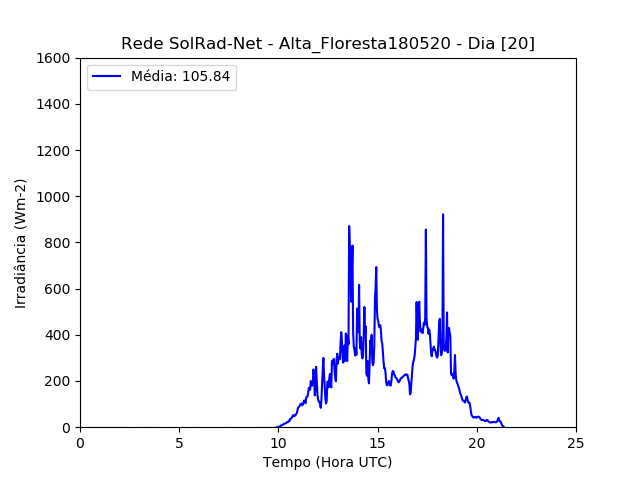 Rede SolRad-Net - Alta_Floresta180520 - Dia [20]
Média: 105.84
1600
1400
1200
1000
800
600
400
200
0
Irradiância (Wm-2)
0 5 10 15 20 25
Tempo (Hora UTC)